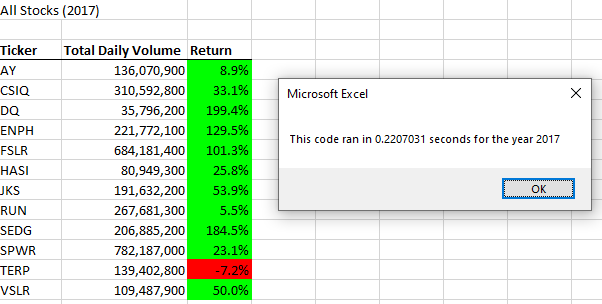 All Stocks (2017)
Ticker Total Daily Volume Return
AY 136,070,900 8.9%
CSIQ 310,592,800 33.1%
DQ 35,796,200 199.4%
ENPH 221,772,100 129.5%
FSLR 684,181,400 101.3%
HASI 80,949,300 25.8%
JKS 191,632,200 53.9%
RUN 267,681,300 5.5%
SEDG 206,885,200 184.5%
SPWR 782,187,000 23.1%
TERP 139,402,800 -7.2%
VSLR 109,487,900 50.0%
Microsoft Excel
This code ran in 0.2207031 seconds for the year 2017
OK